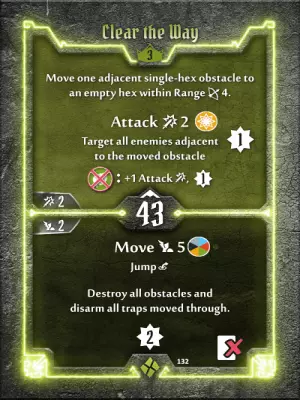 Clear the Way
3
Move one adjacent single-hex obstacle to
an empty hex within Range 4.
Attack 2
Target all enemies adjacent
to the moved obstacle
1
: +1 Attack , 1
2
43
2
Move 5
Jump
Destroy all obstacles and
disarm all traps moved through.
2
132